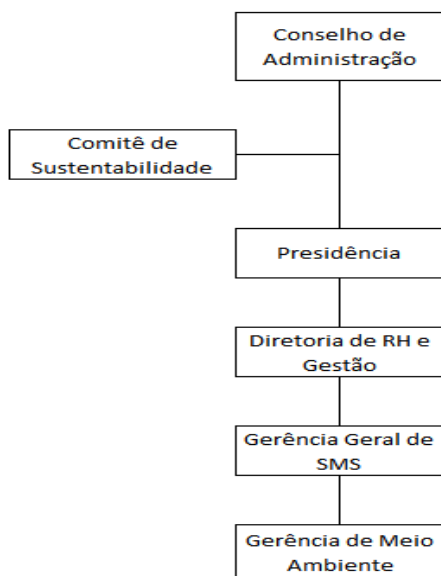 Conselho de
Administração
Comitê de
Sustentabilidade
Presidência
Diretoria de RH e
Gestão
Gerência Geral de
SMS
Gerência de Meio
Ambiente